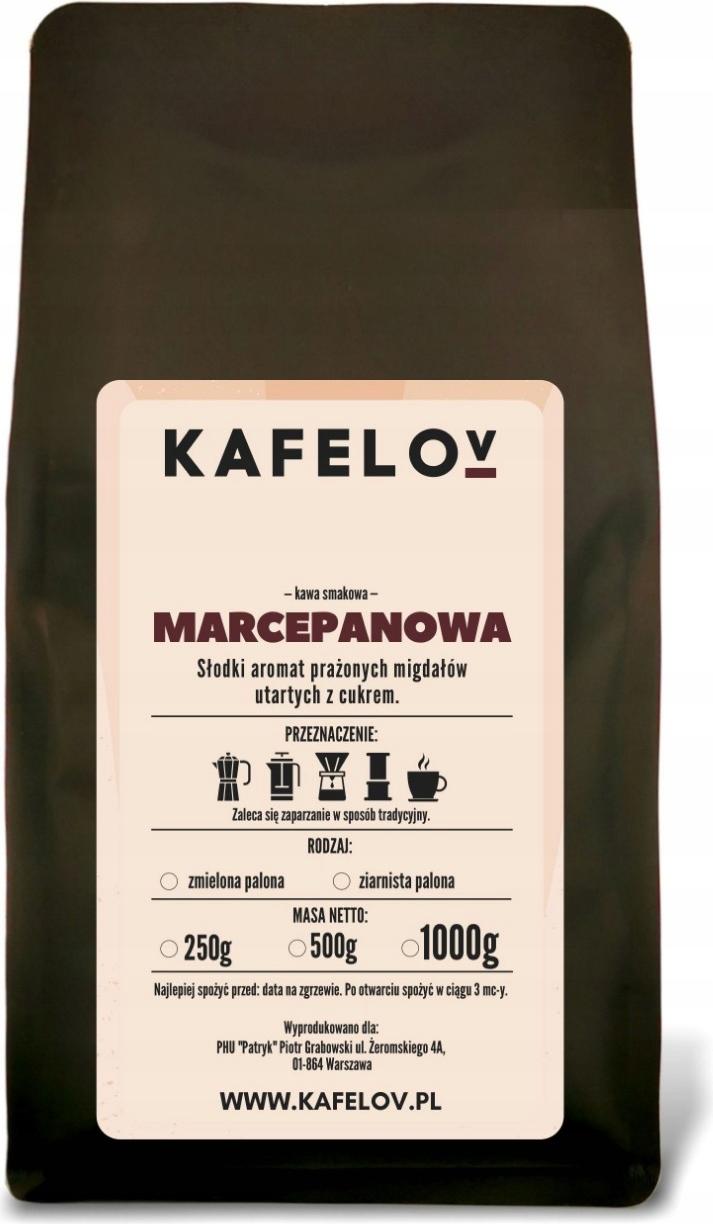 KAFELOV
– kawa smakowa –
MARCEPANOWA
Słodki aromat prażonych migdałów
utartych z cukrem.
PRZEZNACZENIE:
Zaleca się zaparzanie w sposób tradycyjny.
RODZAJ:
zmielona palona ziarnista palona
MASA NETTO:
250g 500g 1000g
Najlepiej spożyć przed: data na zgrzewie. Po otwarciu spożyć w ciągu 3 mc-y.
Wyprodukowano dla:
PHU "Patryk" Piotr Grabowski ul. Żeromskiego 4A,
01-864 Warszawa
WWW.KAFELOV.PL